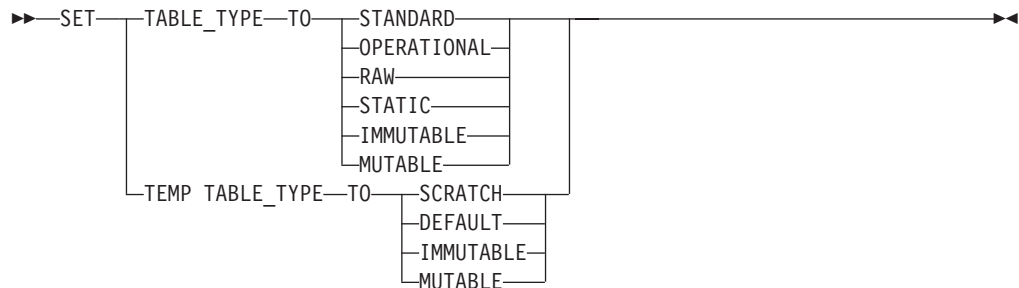 SET TABLE_TYPE TO STANDARD
OPERATIONAL
RAW
STATIC
IMMUTABLE
MUTABLE
TEMP TABLE_TYPE TO SCRATCH
DEFAULT
IMMUTABLE
MUTABLE